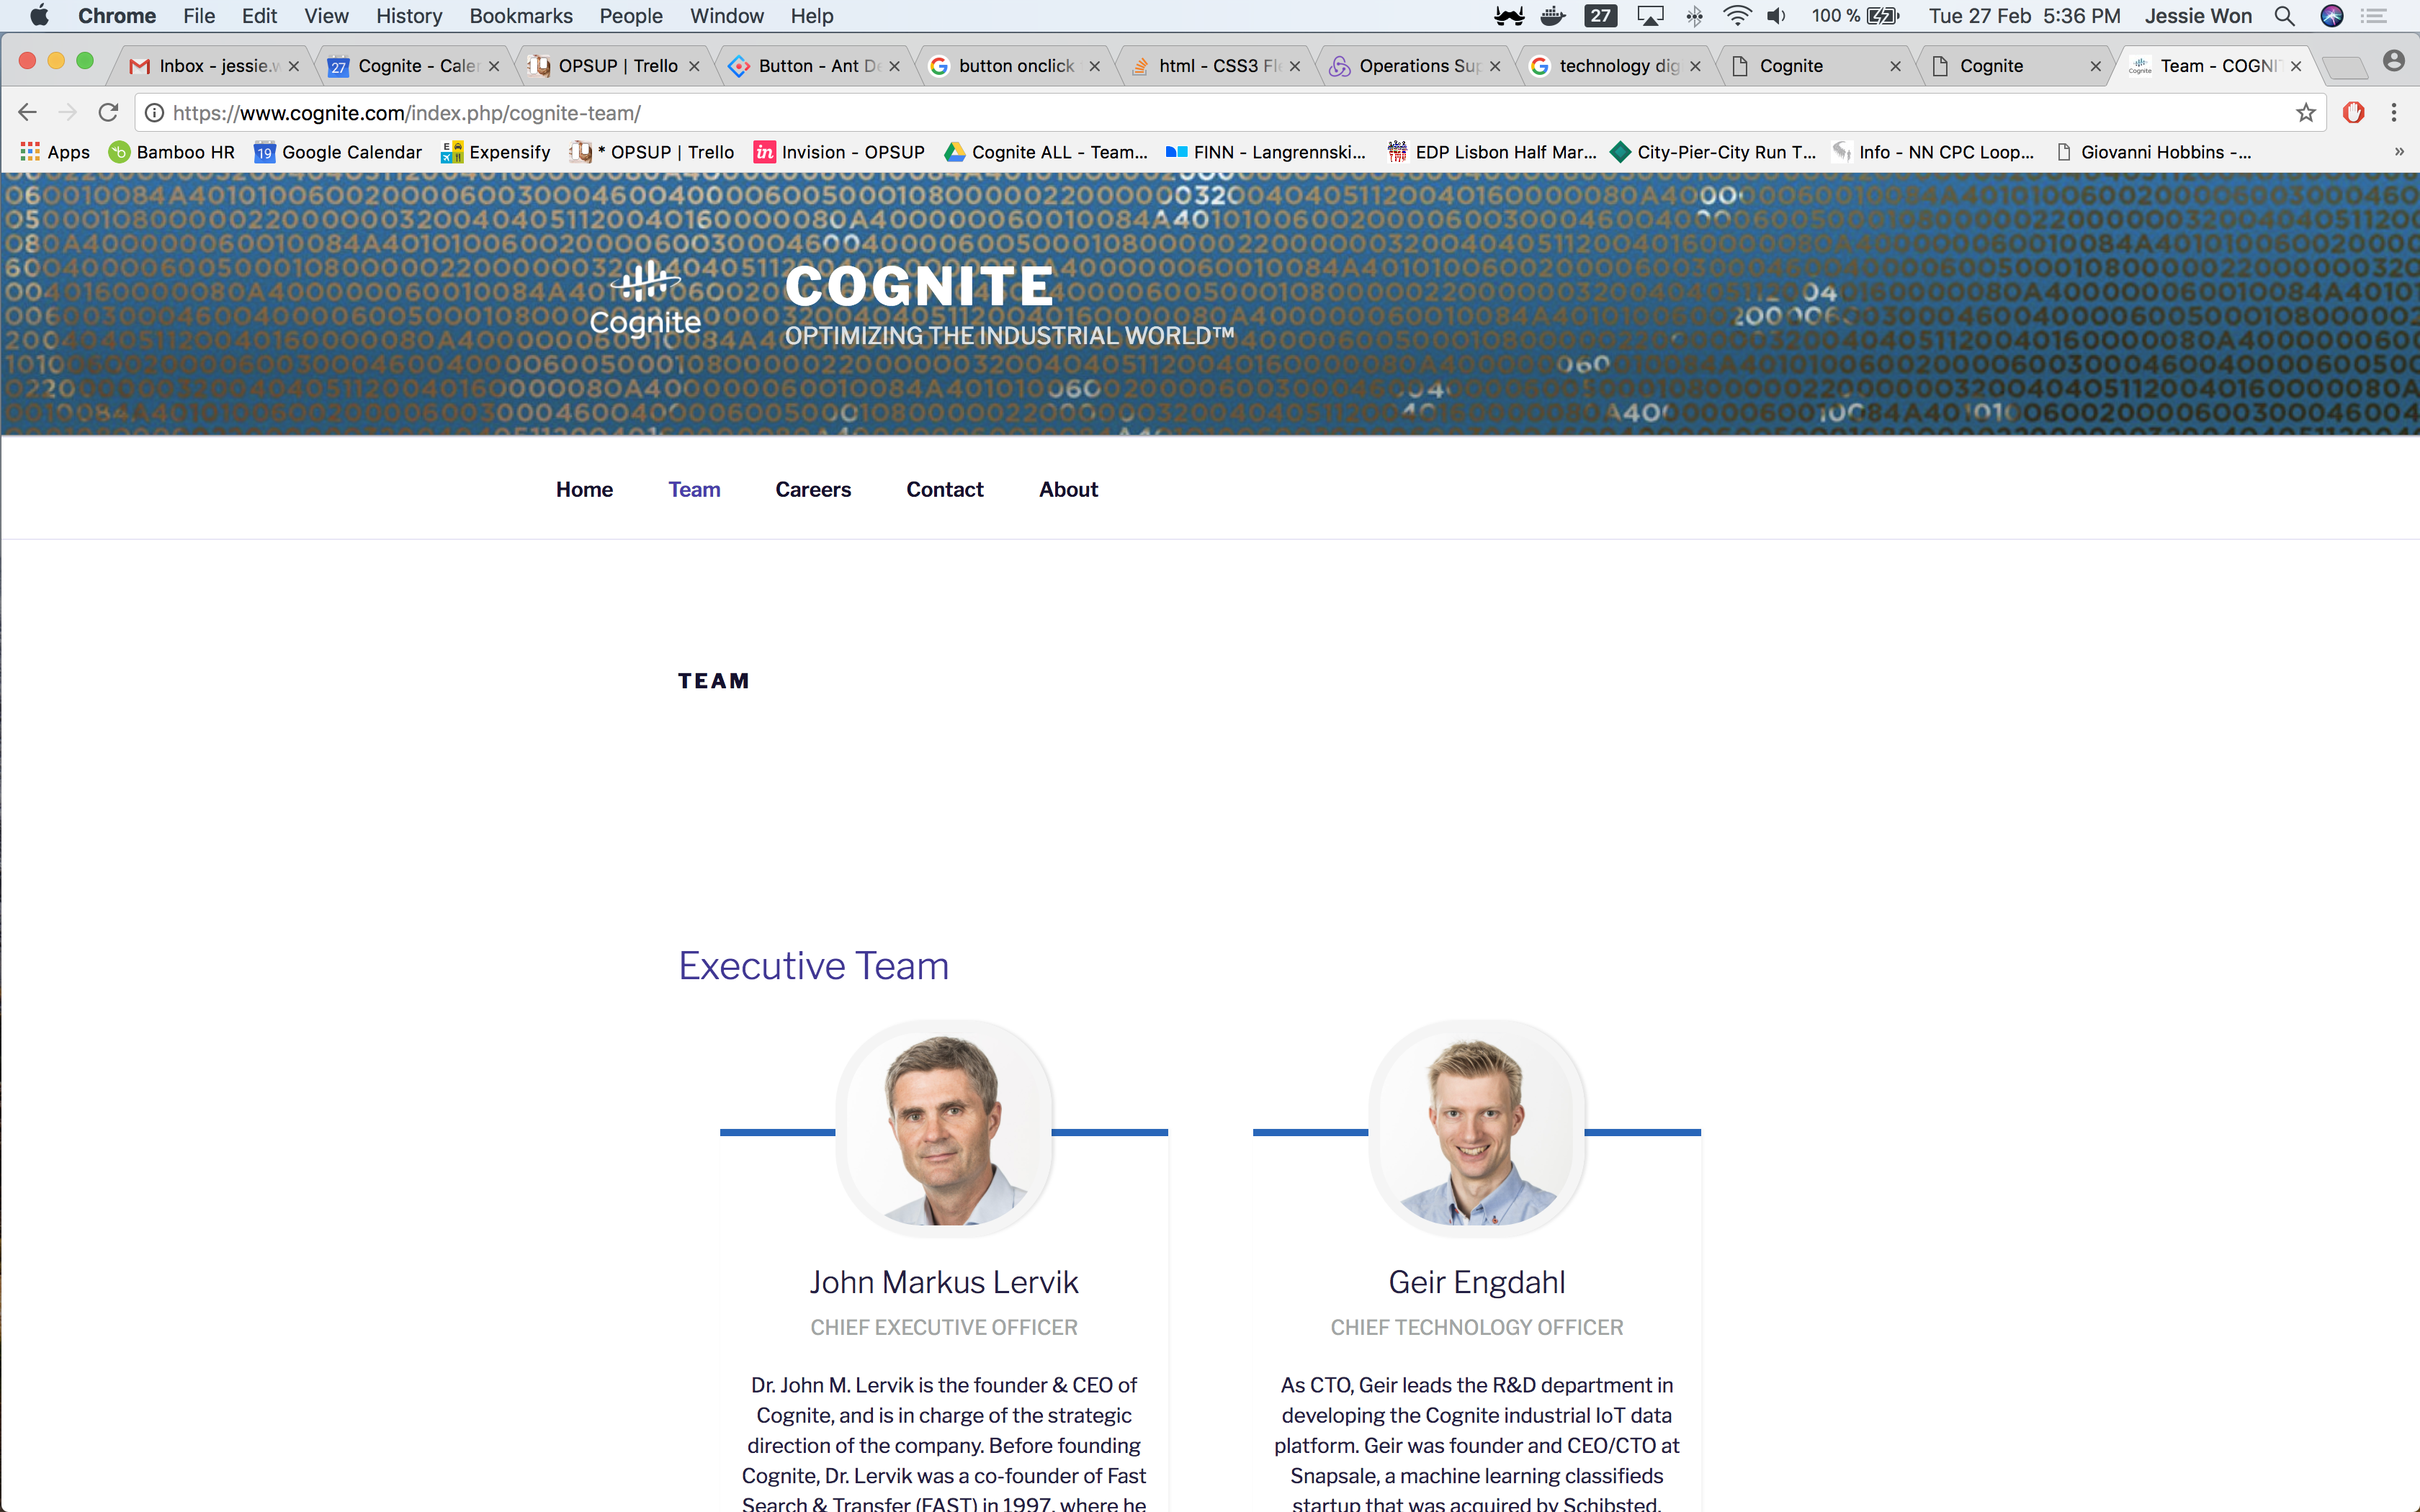 Chrome File Edit View History Bookmarks People Window Help 27 100 % Tue 27 Feb 5:36 PM Jessie Won
Inbox - jessie.w 27 Cognite - Caler OPSUP | Trello Button - Ant De button onclick html - CSS3 Fle Operations Sup technology dig Cognite Cognite Cognite Team - COGNI
https://www.cognite.com/index.php/cognite-team/
Apps Bamboo HR 19 Google Calendar Expensify * OPSUP | Trello in Invision - OPSUP Cognite ALL - Team... FINN - Langrennski... EDP Lisbon Half Mar... City-Pier-City Run T... Info - NN CPC Loop... Giovanni Hobbins -... »
Cognite
COGNITE
OPTIMIZING THE INDUSTRIAL WORLD™
Home Team Careers Contact About
TEAM
Executive Team
John Markus Lervik
CHIEF EXECUTIVE OFFICER
Dr. John M. Lervik is the founder & CEO of
Cognite, and is in charge of the strategic
direction of the company. Before founding
Cognite, Dr. Lervik was a co-founder of Fast
Search & Transfer (FAST) in 1997, where he
Geir Engdahl
CHIEF TECHNOLOGY OFFICER
As CTO, Geir leads the R&D department in
developing the Cognite industrial IoT data
platform. Geir was founder and CEO/CTO at
Snapsale, a machine learning classifieds
startup that was acquired by Schibsted.